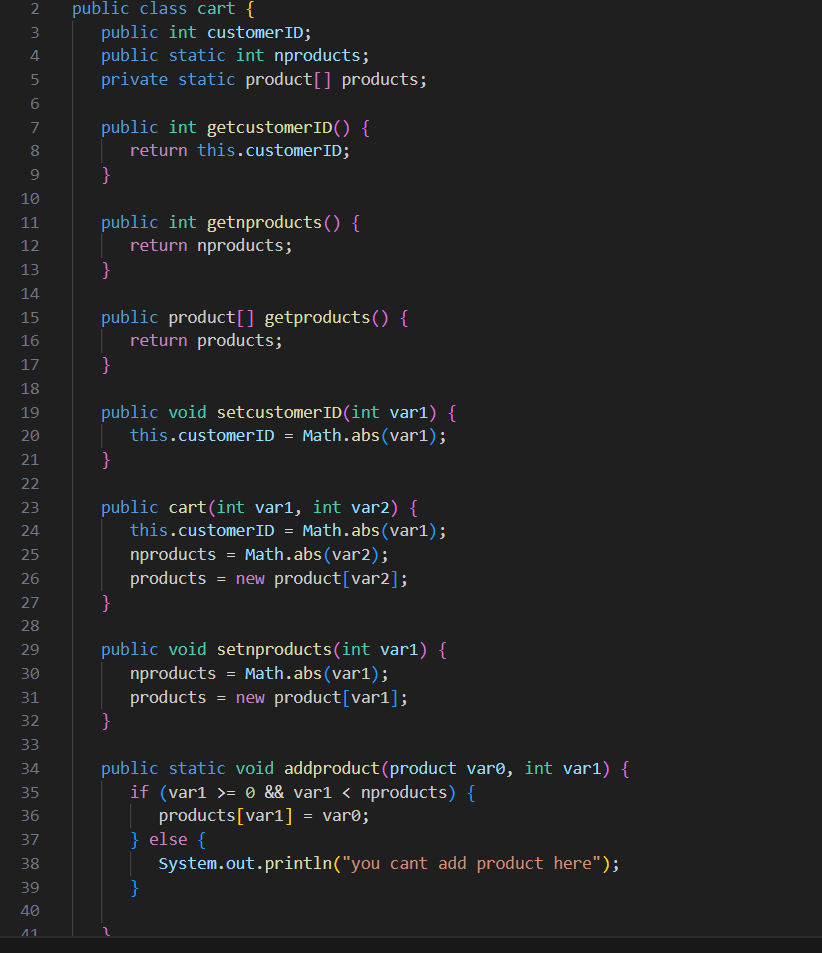 2 public class cart {
3 public int customerID;
4 public static int nproducts;
5 private static product[] products;
6
7 public int getcustomerID() {
8 return this.customerID;
9 }
10
11 public int getnproducts() {
12 return nproducts;
13 }
14
15 public product[] getproducts() {
16 return products;
17 }
18
19 public void setcustomerID(int var1) {
20 this.customerID = Math.abs(var1);
21 }
22
23 public cart(int var1, int var2) {
24 this.customerID = Math.abs(var1);
25 nproducts = Math.abs(var2);
26 products = new product[var2];
27 }
28
29 public void setnproducts(int var1) {
30 nproducts = Math.abs(var1);
31 products = new product[var1];
32 }
33
34 public static void addproduct(product var0, int var1) {
35 if (var1 >= 0 && var1 < nproducts) {
36 products[var1] = var0;
37 } else {
38 System.out.println("you cant add product here");
39 }
40
41 }